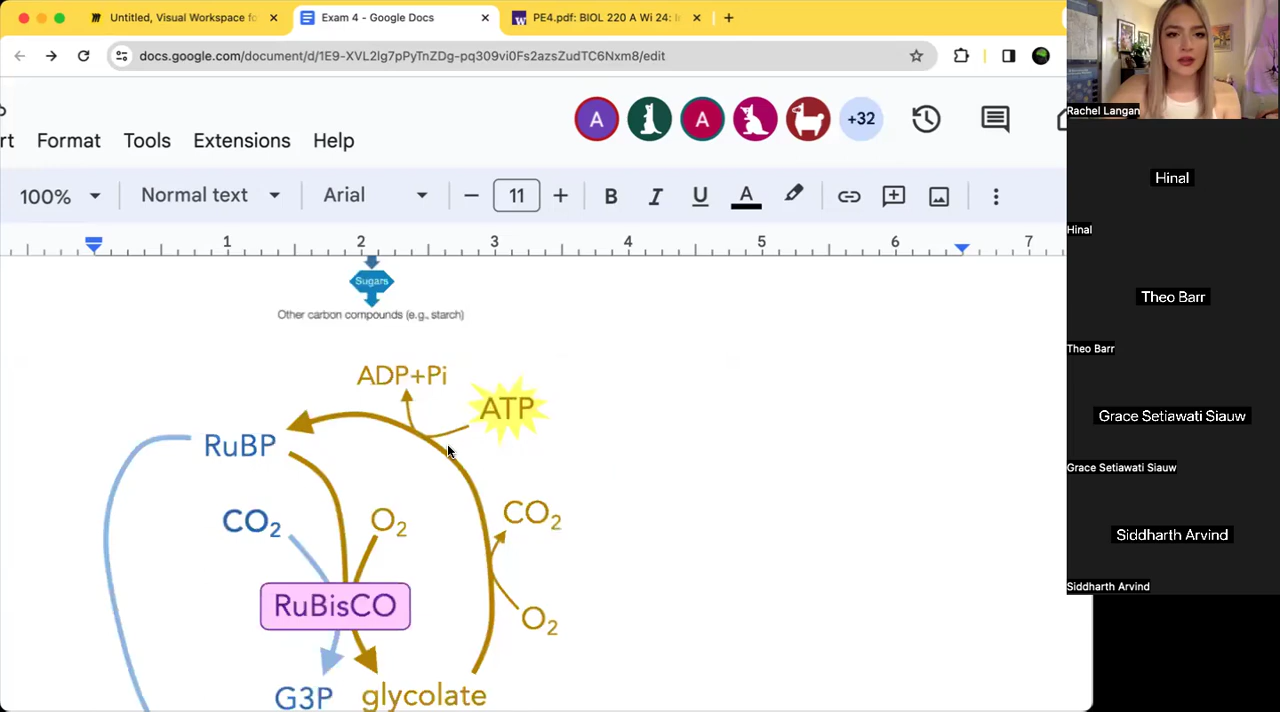 Untitled, Visual Workspace fo
Exam 4 - Google Docs
PE4.pdf: BIOL 220 A Wi 24: I
docs.google.com/document/d/1E9-XVL2lg7pPyTnZDg-pq309vi0Fs2azsZudTC6Nxm8/edit
rt Format Tools Extensions Help
A
A
+32
100% Normal text Arial 11 B I U A
1 2 3 4 5 6 7
Sugars
Other carbon compounds (e.g., starch)
ADP+Pi
ATP
RuBP
CO2 O2
CO2
RuBisCO
O2
G3P glycolate
Rachel Langan
Hinal
Hinal
Theo Barr
Theo Barr
Grace Setiawati Siauw
Grace Setiawati Siauw
Siddharth Arvind
Siddharth Arvind